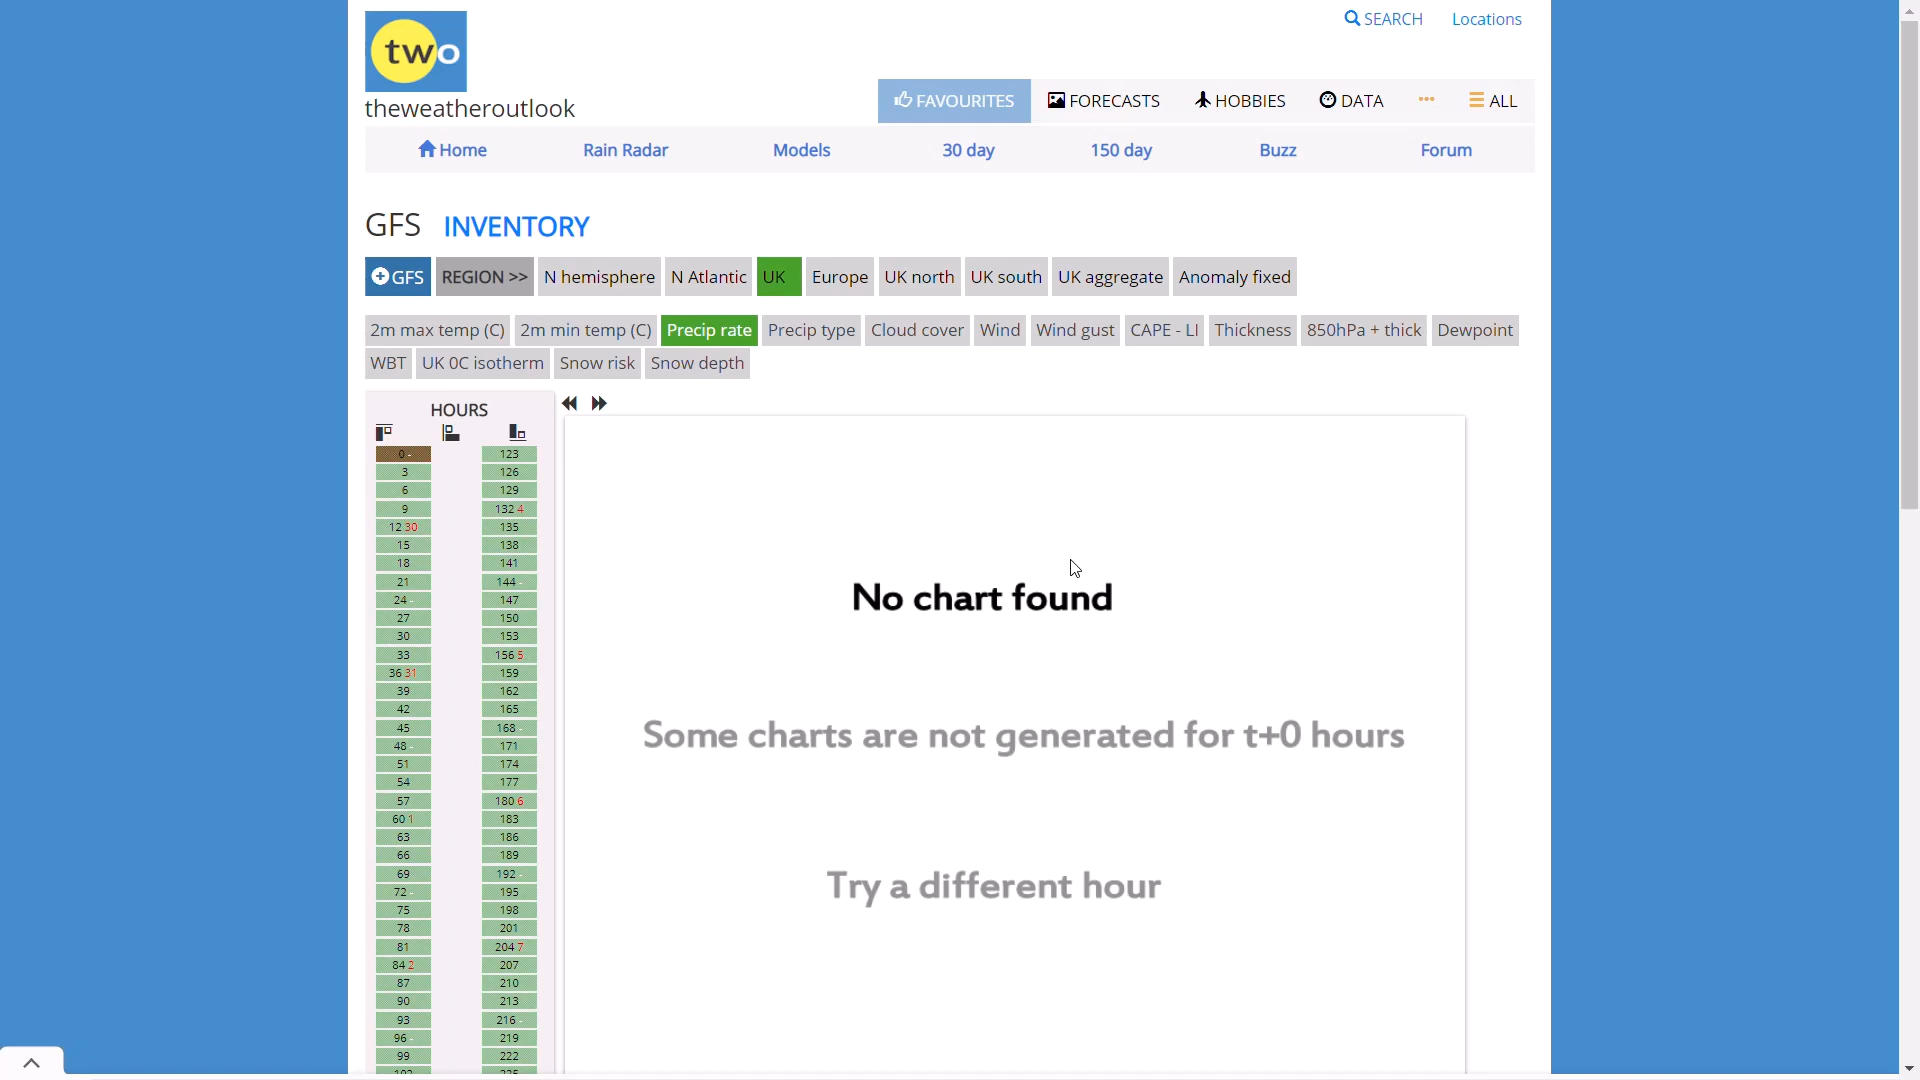 SEARCH Locations
two
theweatheroutlook
FAVOURITES FORECASTS HOBBIES DATA ALL
Home Rain Radar Models 30 day 150 day Buzz Forum
GFS INVENTORY
GFS REGION >> N hemisphere N Atlantic UK Europe UK north UK south UK aggregate Anomaly fixed
2m max temp (C) 2m min temp (C) Precip rate Precip type Cloud cover Wind Wind gust CAPE - LI Thickness 850hPa + thick Dewpoint
WBT UK 0C isotherm Snow risk Snow depth
HOURS
0 - 123
3 126
6 129
9 132 4
12 30 135
15 138
18 141
21 144 -
24 - 147
27 150
30 153
33 156 5
36 31 159
39 162
42 165
45 168 -
48 - 171
51 174
54 177
57 180 6
60 1 183
63 186
66 189
69 192 -
72 - 195
75 198
78 201
81 204 7
84 2 207
87 210
90 213
93 216 -
96 - 219
99 222
No chart found
Some charts are not generated for t+0 hours
Try a different hour